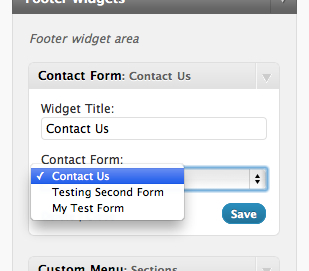 Footer Widgets
Footer widget area
Contact Form: Contact Us
Widget Title:
Contact Us
Contact Form:
✓ Contact Us
Testing Second Form
My Test Form
Save
Custom Menu: Sections